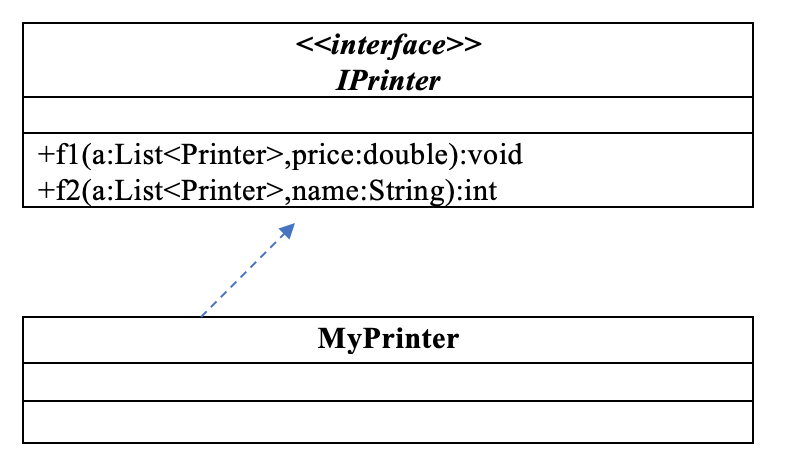 <<interface>>
IPrinter
+f1(a:List<Printer>,price:double):void
+f2(a:List<Printer>,name:String):int
MyPrinter